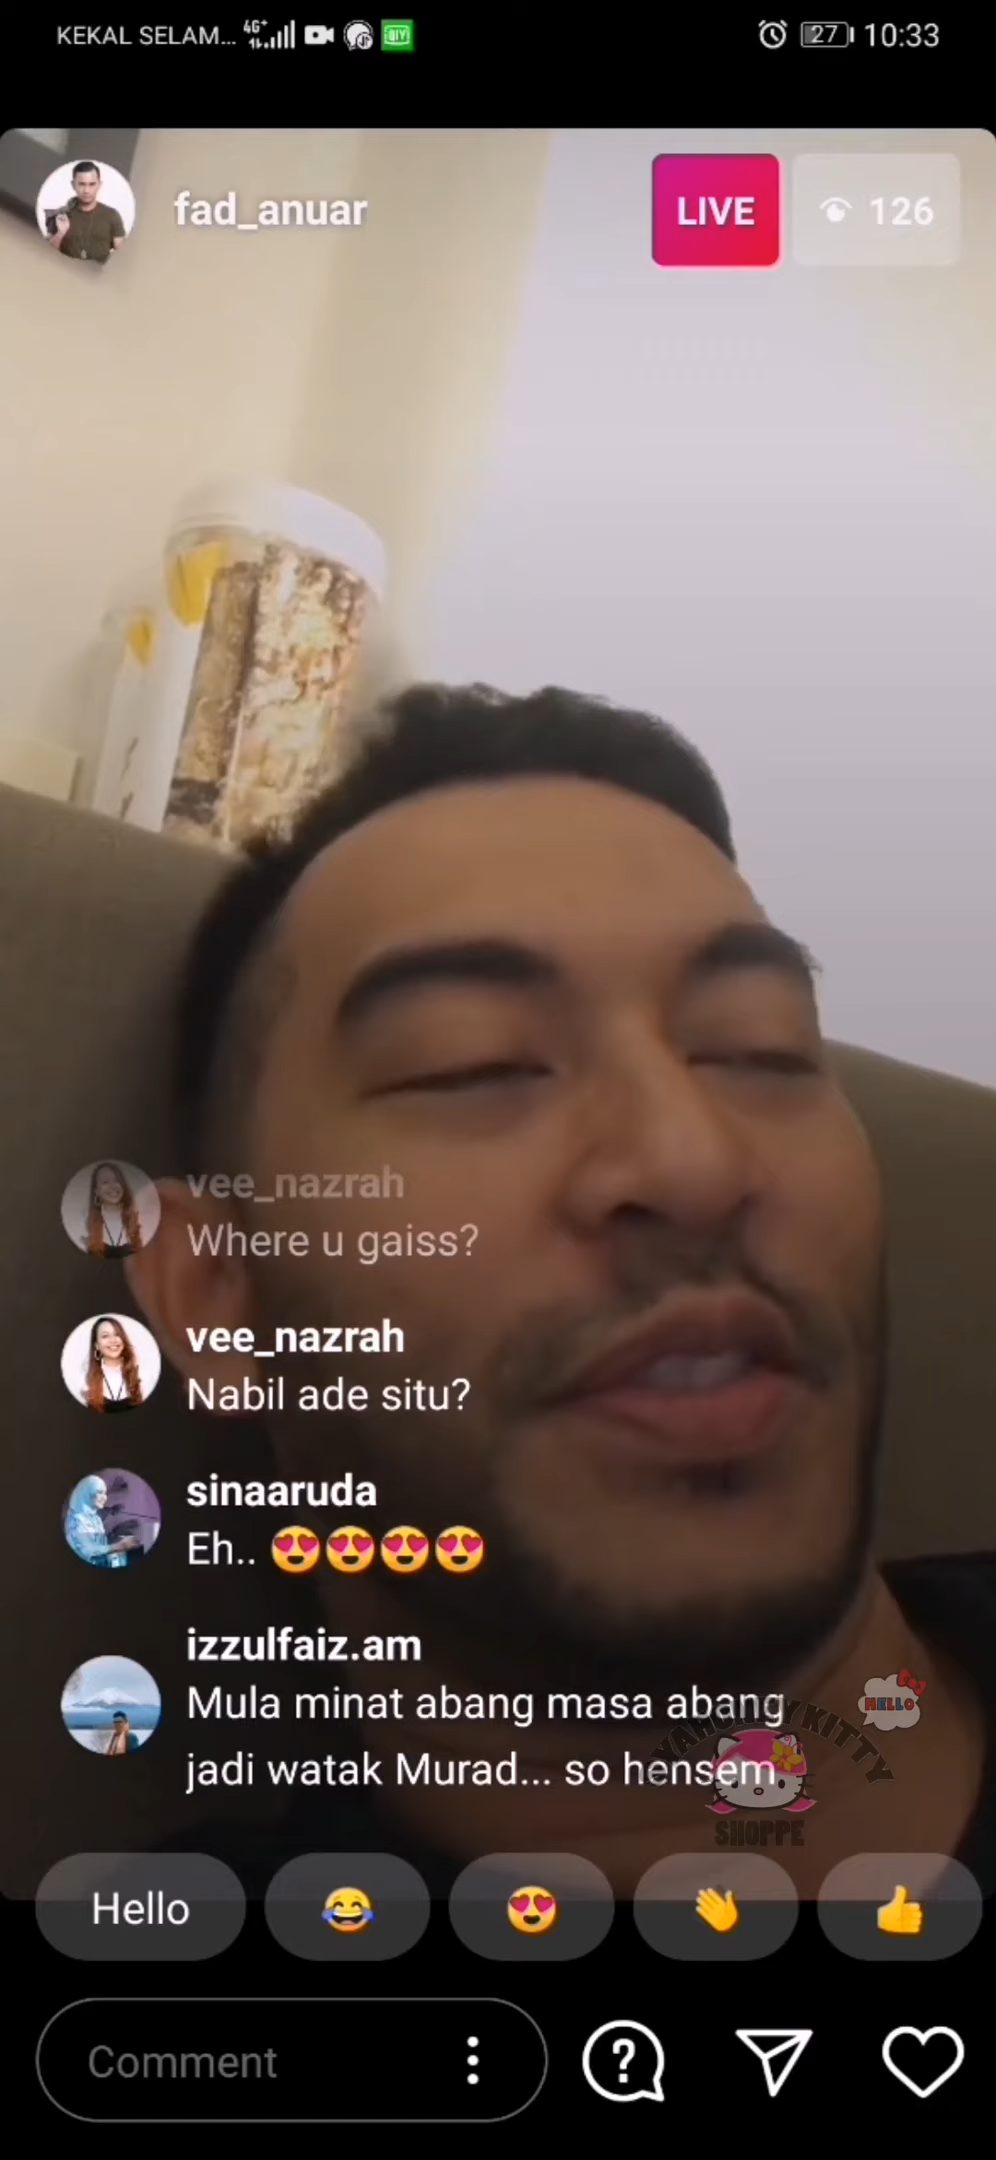 KEKAL SELAM... 4G+ 27 10:33
fad_anuar LIVE 126
vee_nazrah
Where u gaiss?
vee_nazrah
Nabil ade situ?
sinaaruda
Eh.. 😍😍😍😍
izzulfaiz.am
Mula minat abang masa abang
jadi watak Murad... so hensem
HELLO
SHOPPE
Hello 😂 😍 👋 👍
Comment